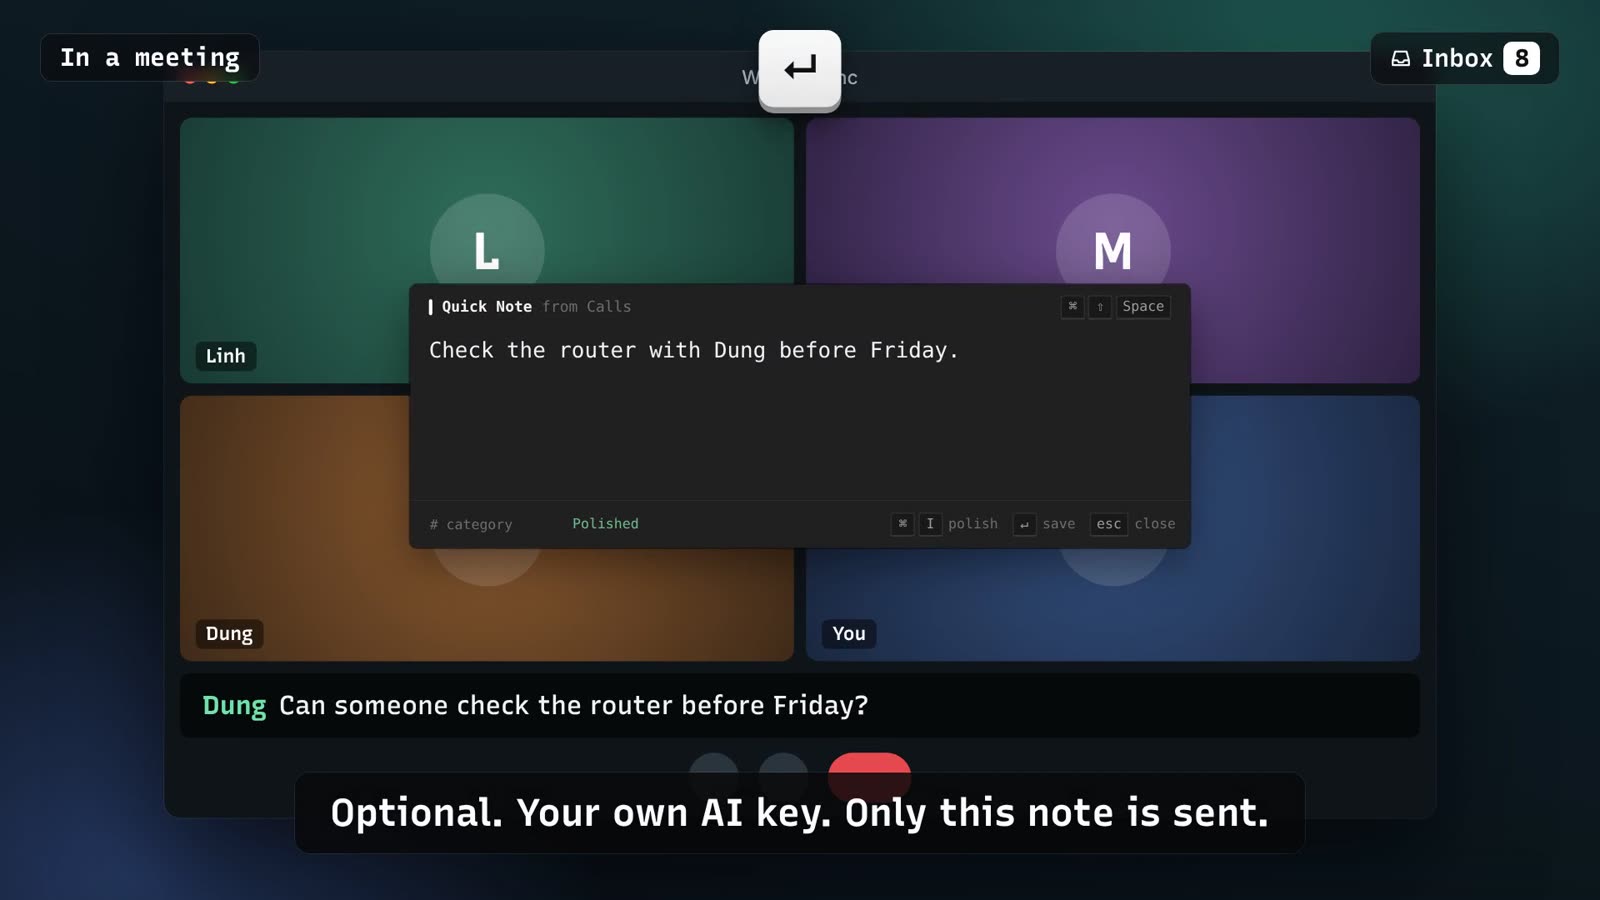 In a meeting
↵
Inbox 8
L
M
Quick Note from Calls
⌘ ⇧ Space
Check the router with Dung before Friday.
Linh
# category
Polished
⌘ I polish ↵ save esc close
Dung
You
Dung Can someone check the router before Friday?
Optional. Your own AI key. Only this note is sent.